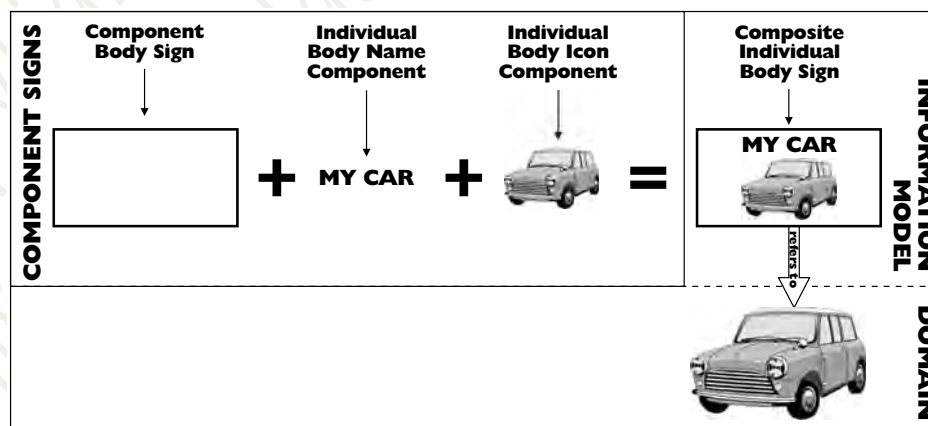 COMPONENT SIGNS
Component
Body Sign
Individual
Body Name
Component
Individual
Body Icon
Component
Composite
Individual
Body Sign
+
MY CAR
+
=
MY CAR
refers to
INFORMATION
MODEL
DOMAIN